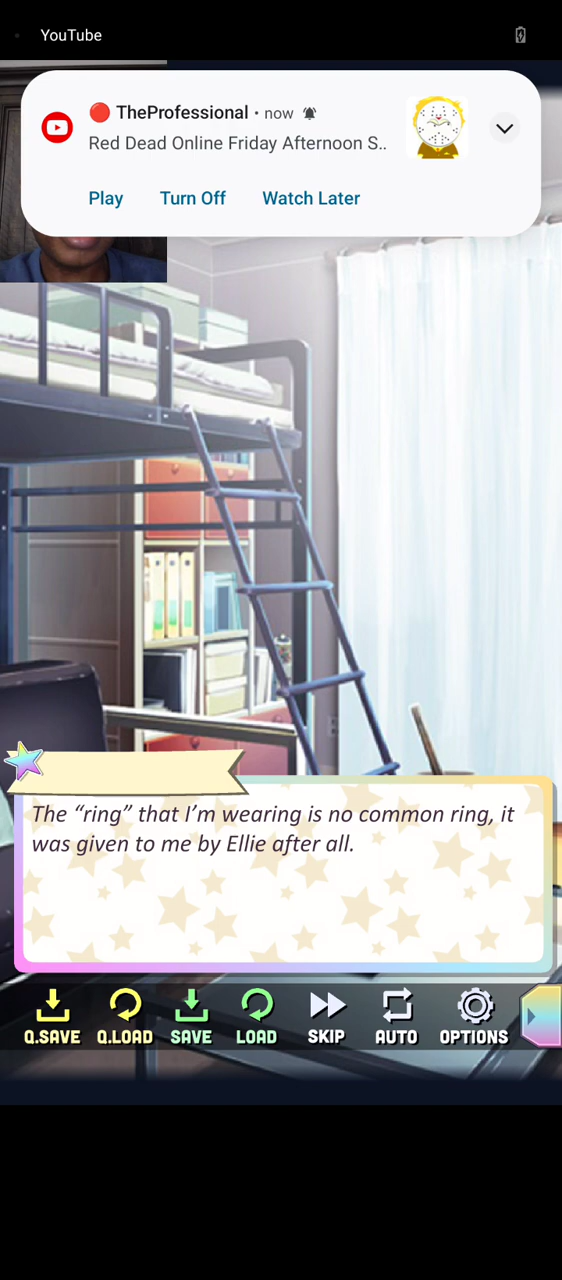 YouTube
TheProfessional • now
Red Dead Online Friday Afternoon S..
Play Turn Off Watch Later
The “ring” that I’m wearing is no common ring, it
was given to me by Ellie after all.
Q.SAVE Q.LOAD SAVE LOAD SKIP AUTO OPTIONS